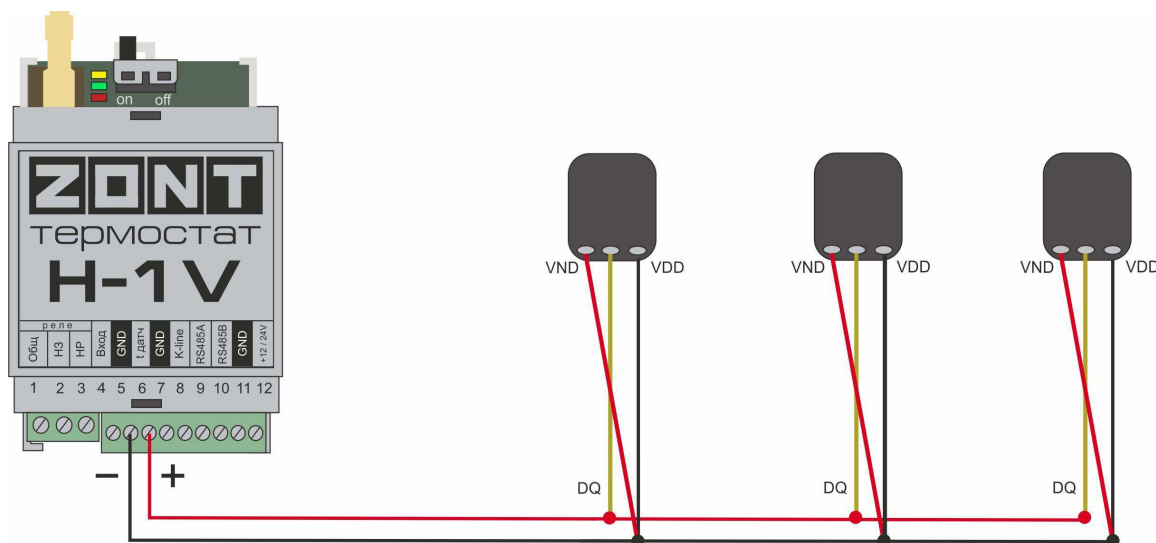 on off
ZONT
термостат
H-1V
реле
Общ НЗ НР Вход GND t датч GND K-line RS485A RS485B GND +12 / 24V
1 2 3 4 5 6 7 8 9 10 11 12
− +
VND VDD
DQ
VND VDD
DQ
VND VDD
DQ